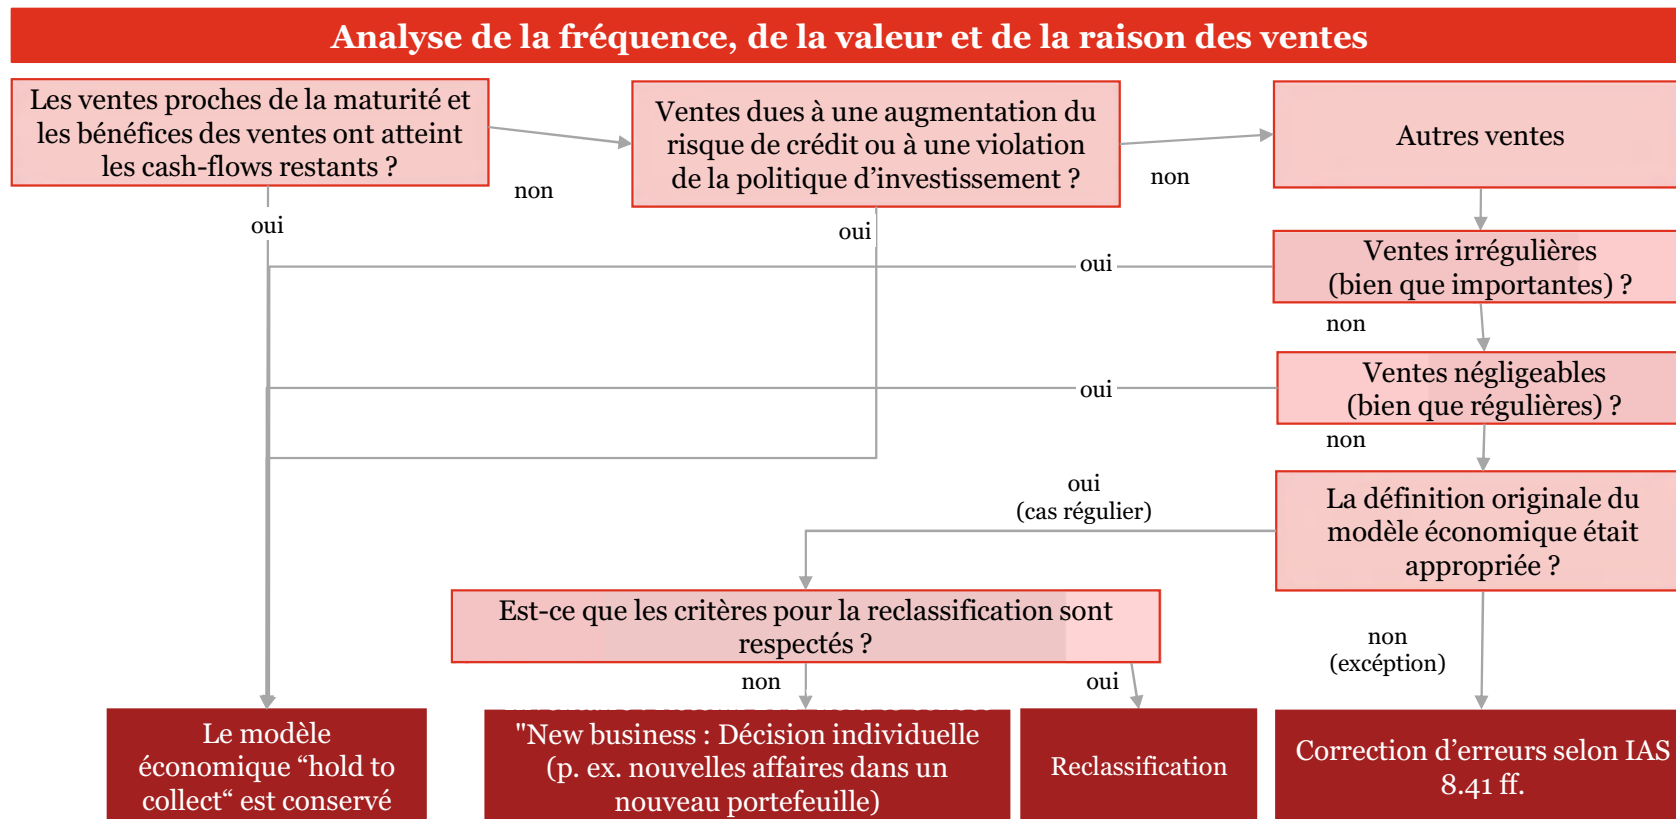 Analyse de la fréquence, de la valeur et de la raison des ventes
Les ventes proches de la maturité et
les bénéfices des ventes ont atteint
les cash-flows restants ?
Ventes dues à une augmentation du
risque de crédit ou à une violation
de la politique d’investissement ?
Autres ventes
non
non
oui
oui
Ventes irrégulières
(bien que importantes) ?
oui
non
Ventes négligeables
(bien que régulières) ?
oui
non
oui
(cas régulier)
La définition originale du
modèle économique était
appropriée ?
Est-ce que les critères pour la reclassification sont
respectés ?
non
(excéption)
non
oui
Le modèle
économique “hold to
collect“ est conservé
"New business : Décision individuelle
(p. ex. nouvelles affaires dans un
nouveau portefeuille)
Reclassification
Correction d’erreurs selon IAS
8.41 ff.